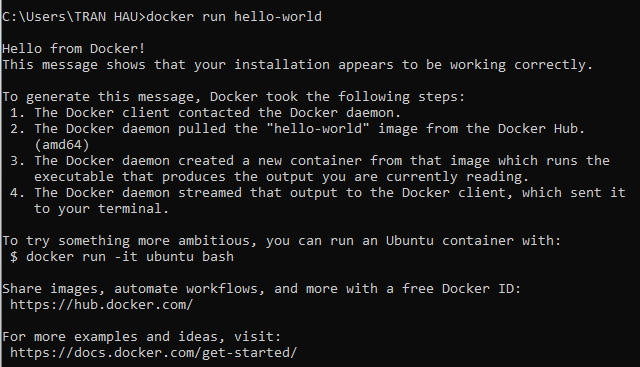 C:\Users\TRAN HAU>docker run hello-world
Hello from Docker!
This message shows that your installation appears to be working correctly.
To generate this message, Docker took the following steps:
1. The Docker client contacted the Docker daemon.
2. The Docker daemon pulled the "hello-world" image from the Docker Hub.
(amd64)
3. The Docker daemon created a new container from that image which runs the
executable that produces the output you are currently reading.
4. The Docker daemon streamed that output to the Docker client, which sent it
to your terminal.
To try something more ambitious, you can run an Ubuntu container with:
$ docker run -it ubuntu bash
Share images, automate workflows, and more with a free Docker ID:
https://hub.docker.com/
For more examples and ideas, visit:
https://docs.docker.com/get-started/